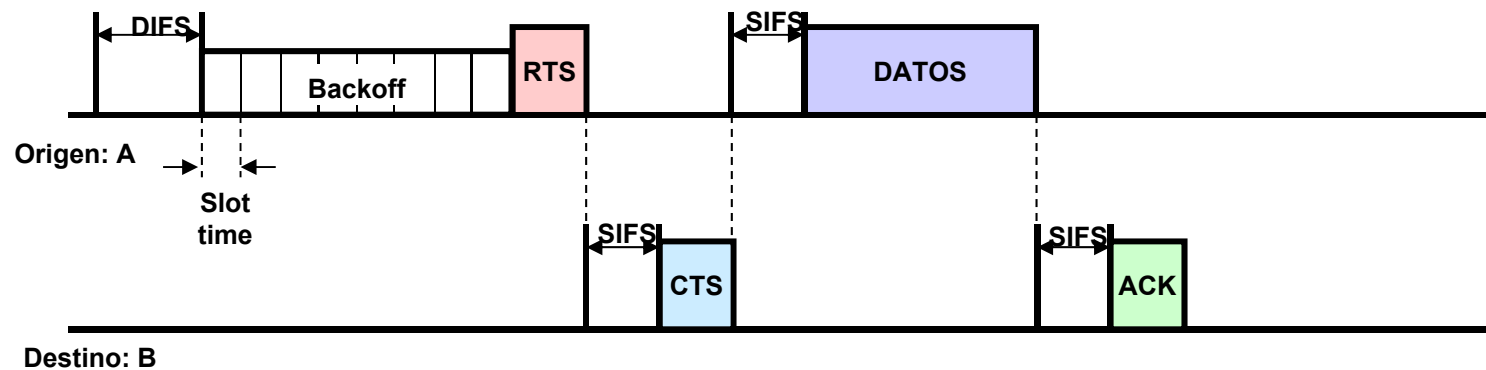 DIFS
SIFS
Backoff
RTS
DATOS
Origen: A
Slot
time
SIFS
SIFS
CTS
ACK
Destino: B